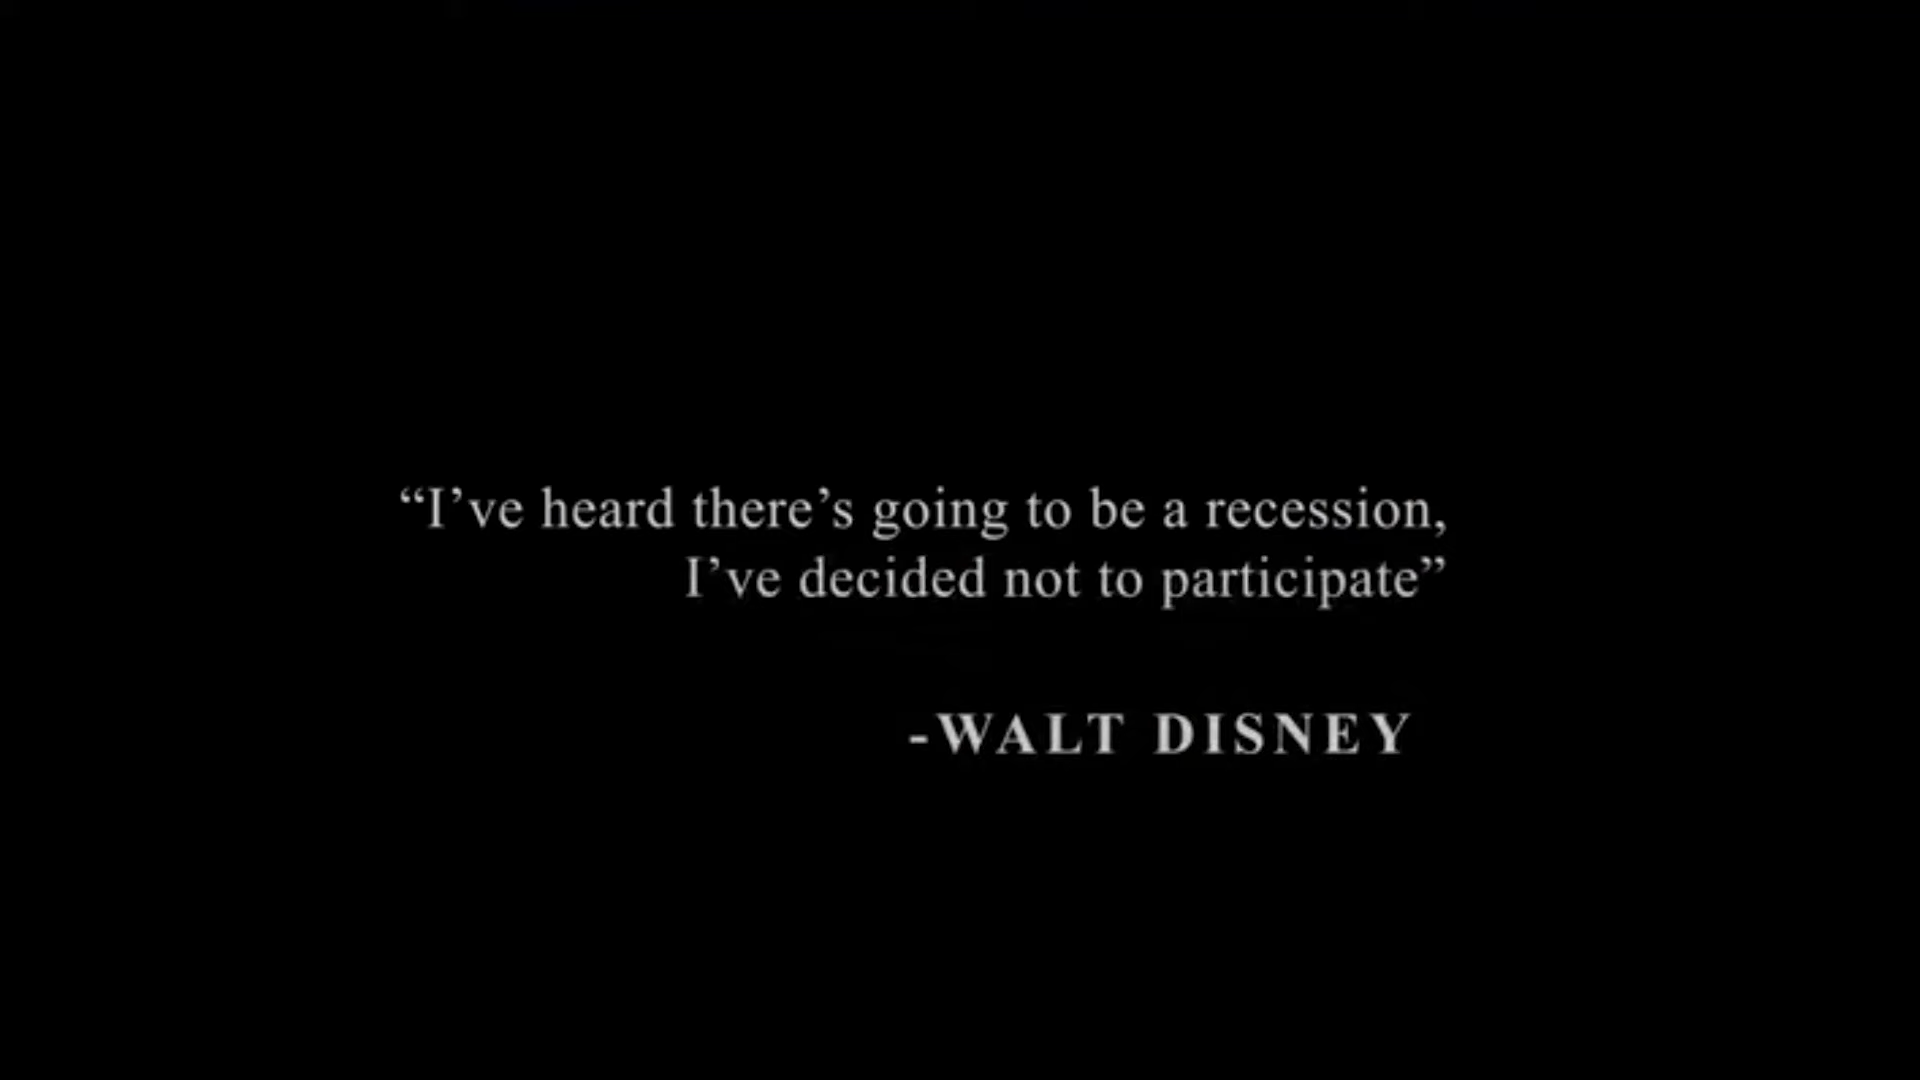 “I’ve heard there’s going to be a recession,
I’ve decided not to participate”
-WALT DISNEY